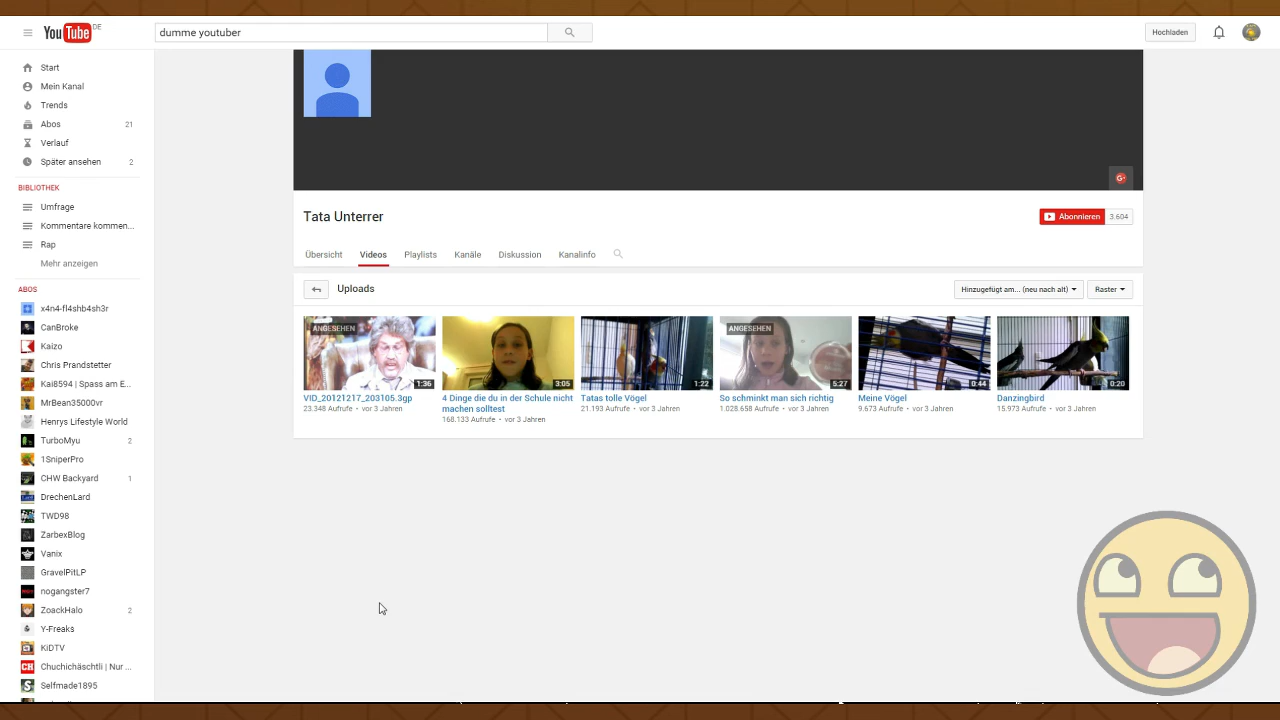 YouTube DE
dumme youtuber
Hochladen
Start
Mein Kanal
Trends
Abos 21
Verlauf
Später ansehen 2
BIBLIOTHEK
Umfrage
Kommentare kommen...
Rap
Mehr anzeigen
ABOS
x4n4-fl4shb4sh3r
CanBroke
Kaizo
Chris Prandstetter
Kai8594 | Spass am E...
MrBean35000vr
Henrys Lifestyle World
TurboMyu 2
1SniperPro
CHW Backyard 1
DrechenLard
TWD98
ZarbexBlog
Vanix
GravelPitLP
nogangster7
ZoackHalo 2
Y-Freaks
KiDTV
Chuchichäschtli | Nur ...
Selfmade1895
G+
Tata Unterrer
Abonnieren 3.604
Übersicht Videos Playlists Kanäle Diskussion Kanalinfo
Uploads
Hinzugefügt am... (neu nach alt) Raster
ANGESEHEN
1:36
VID_20121217_203105.3gp
23.348 Aufrufe • vor 3 Jahren
3:05
4 Dinge die du in der Schule nicht
machen solltest
168.133 Aufrufe • vor 3 Jahren
1:22
Tatas tolle Vögel
21.193 Aufrufe • vor 3 Jahren
ANGESEHEN
5:27
So schminkt man sich richtig
1.028.658 Aufrufe • vor 3 Jahren
0:44
Meine Vögel
9.673 Aufrufe • vor 3 Jahren
0:20
Danzingbird
15.973 Aufrufe • vor 3 Jahren